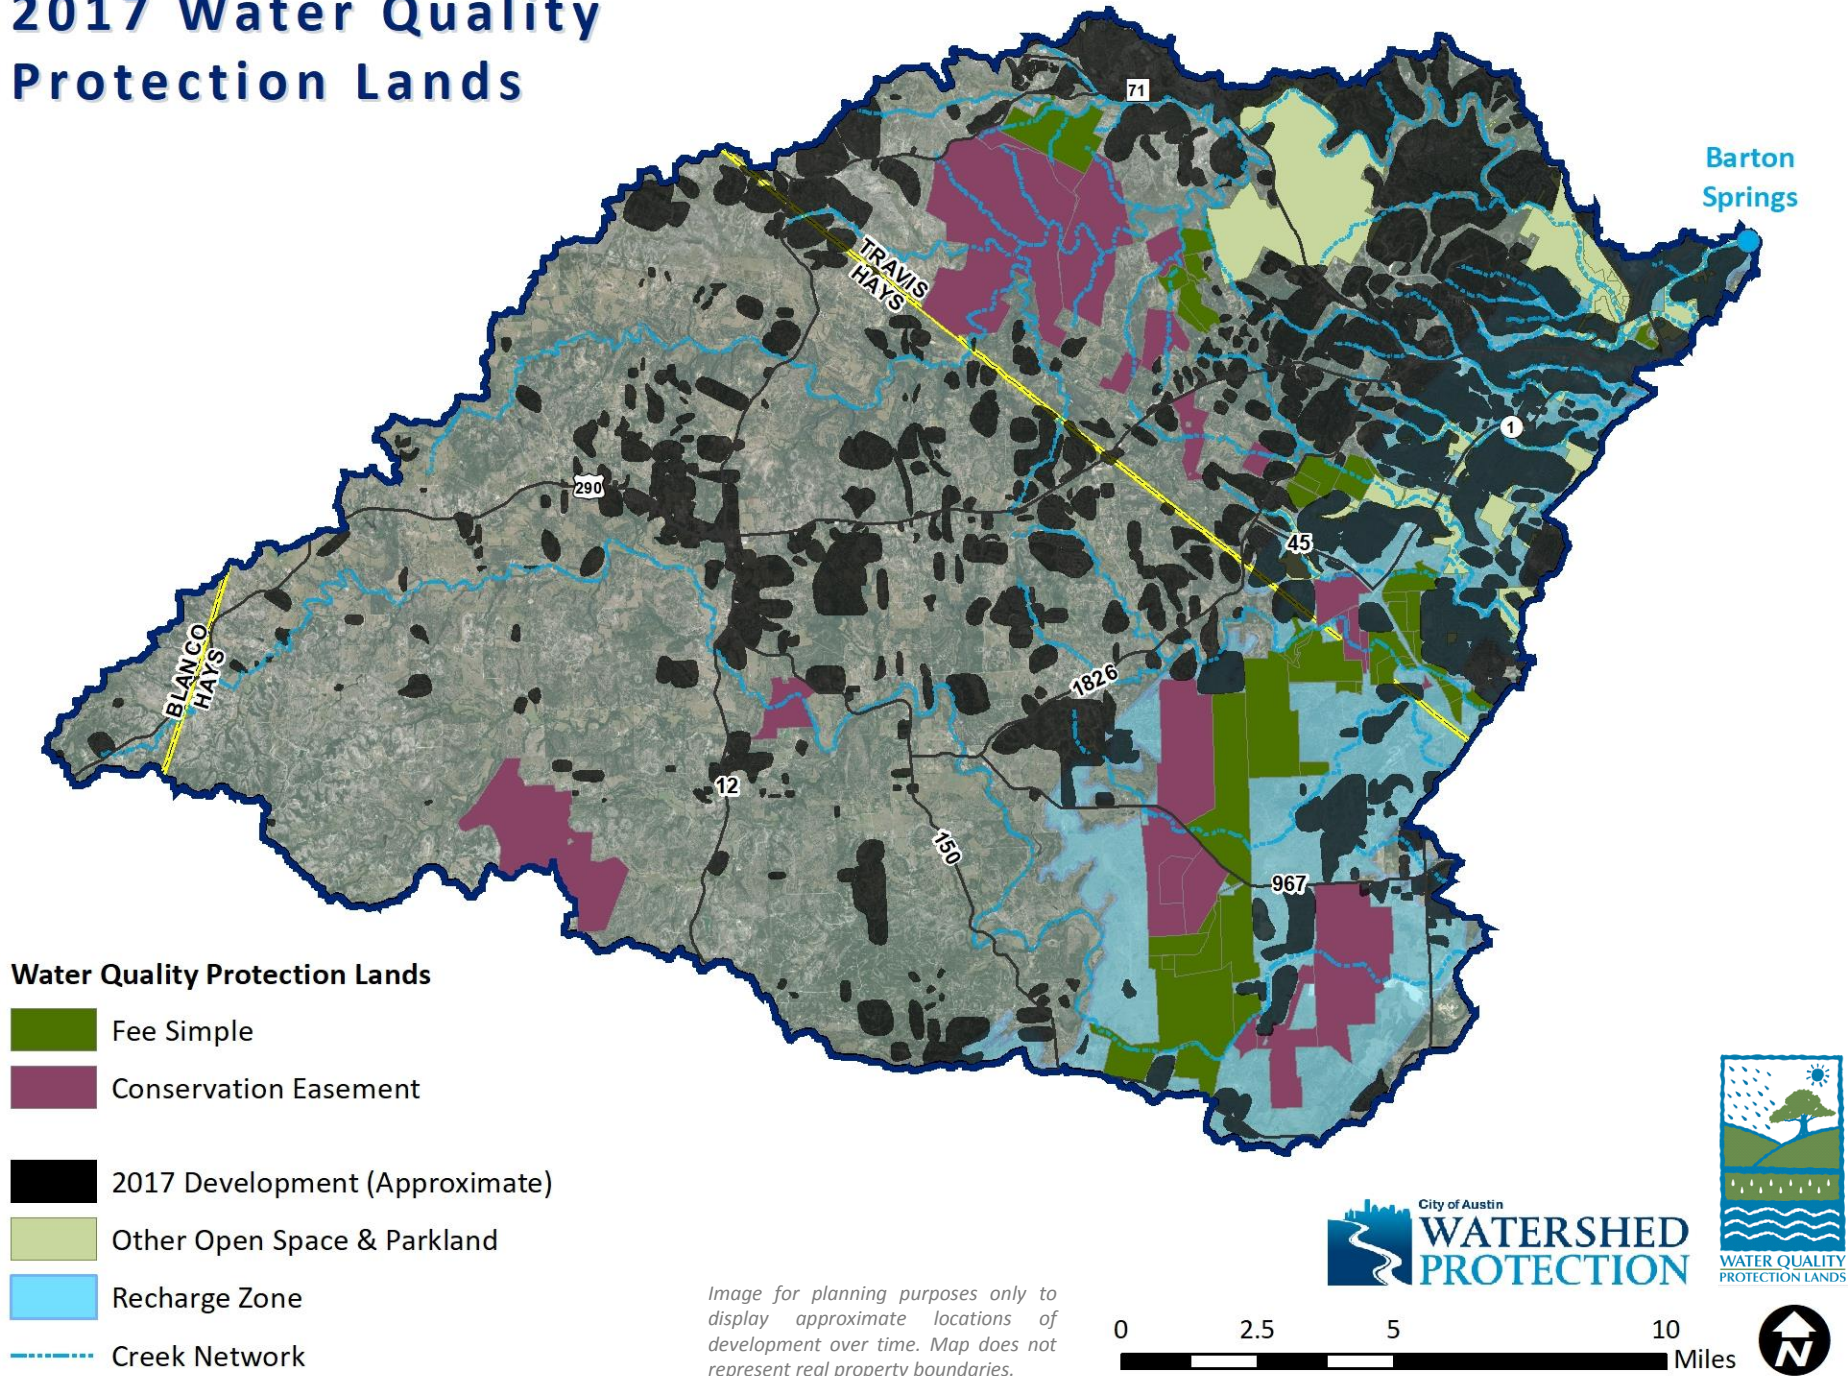 2017 Water Quality
Protection Lands
71
Barton
Springs
TRAVIS
HAYS
1
290
45
BLANCO
HAYS
1826
12
150
967
Water Quality Protection Lands
Fee Simple
Conservation Easement
2017 Development (Approximate)
Other Open Space & Parkland
Recharge Zone
Creek Network
Image for planning purposes only to
display approximate locations of
development over time. Map does not
represent real property boundaries.
City of Austin
WATERSHED
PROTECTION
WATER QUALITY
PROTECTION LANDS
0 2.5 5 10
Miles
N